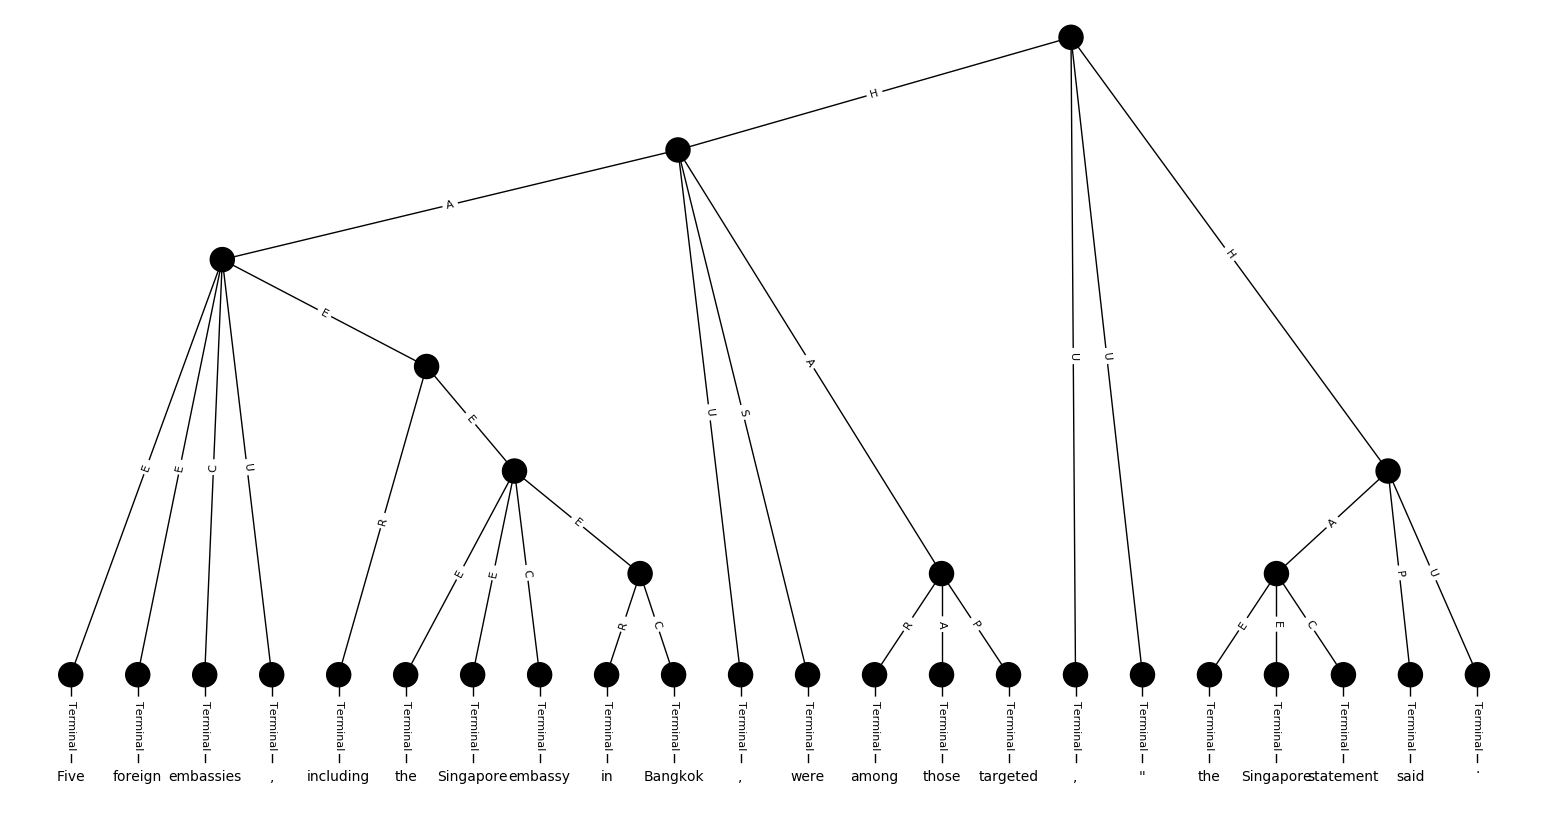 H
A
H
E
U
U
A
E
E
E
C
U
U
S
R
E
E
C
E
A
P
U
R
C
R
A
P
E
E
C
Terminal Terminal Terminal Terminal Terminal Terminal Terminal Terminal Terminal Terminal Terminal Terminal Terminal Terminal Terminal Terminal Terminal Terminal Terminal Terminal Terminal Terminal
Five foreign embassies , including the Singapore embassy in Bangkok , were among those targeted , " the Singapore statement said .